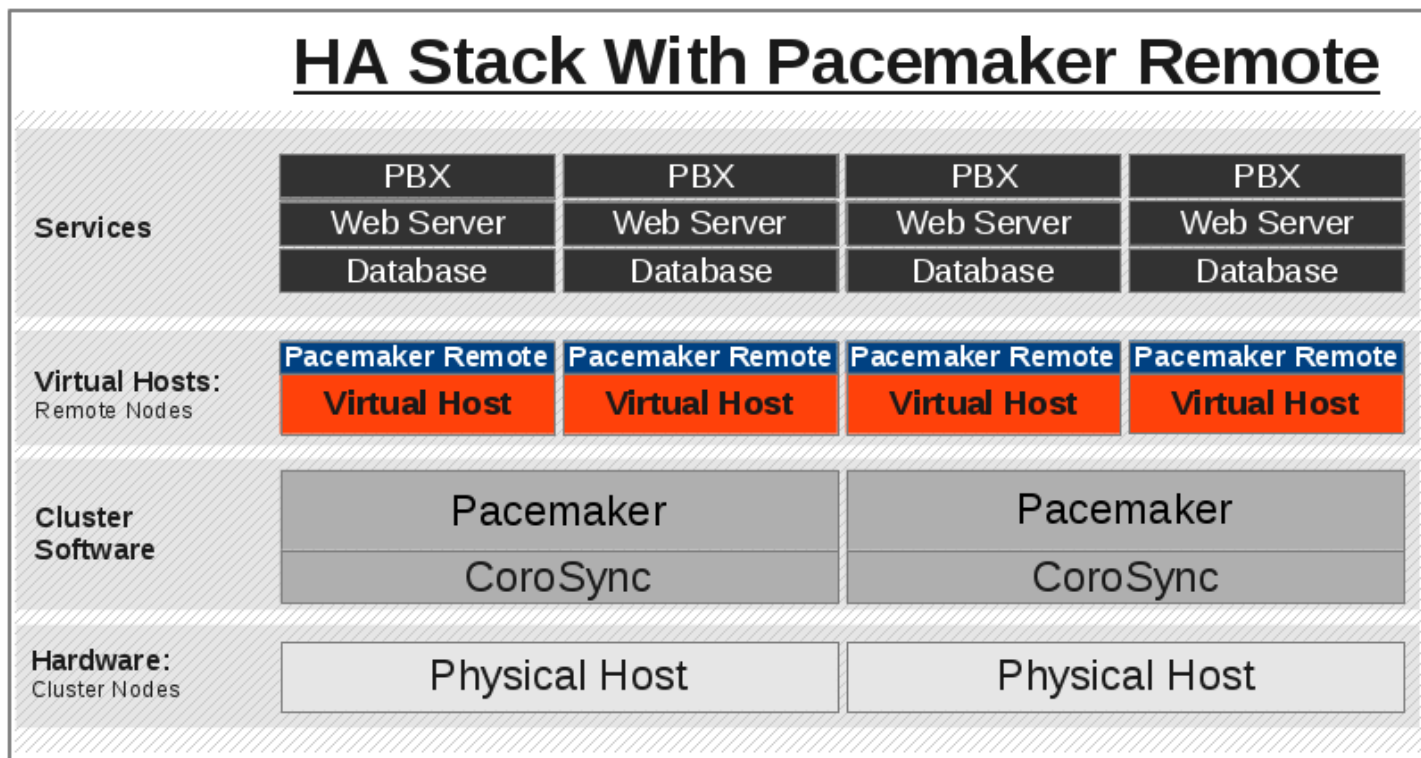 HA Stack With Pacemaker Remote
Services
PBX PBX PBX PBX
Web Server Web Server Web Server Web Server
Database Database Database Database
Virtual Hosts:
Remote Nodes
Pacemaker Remote Pacemaker Remote Pacemaker Remote Pacemaker Remote
Virtual Host Virtual Host Virtual Host Virtual Host
Cluster
Software
Pacemaker Pacemaker
CoroSync CoroSync
Hardware:
Cluster Nodes
Physical Host Physical Host